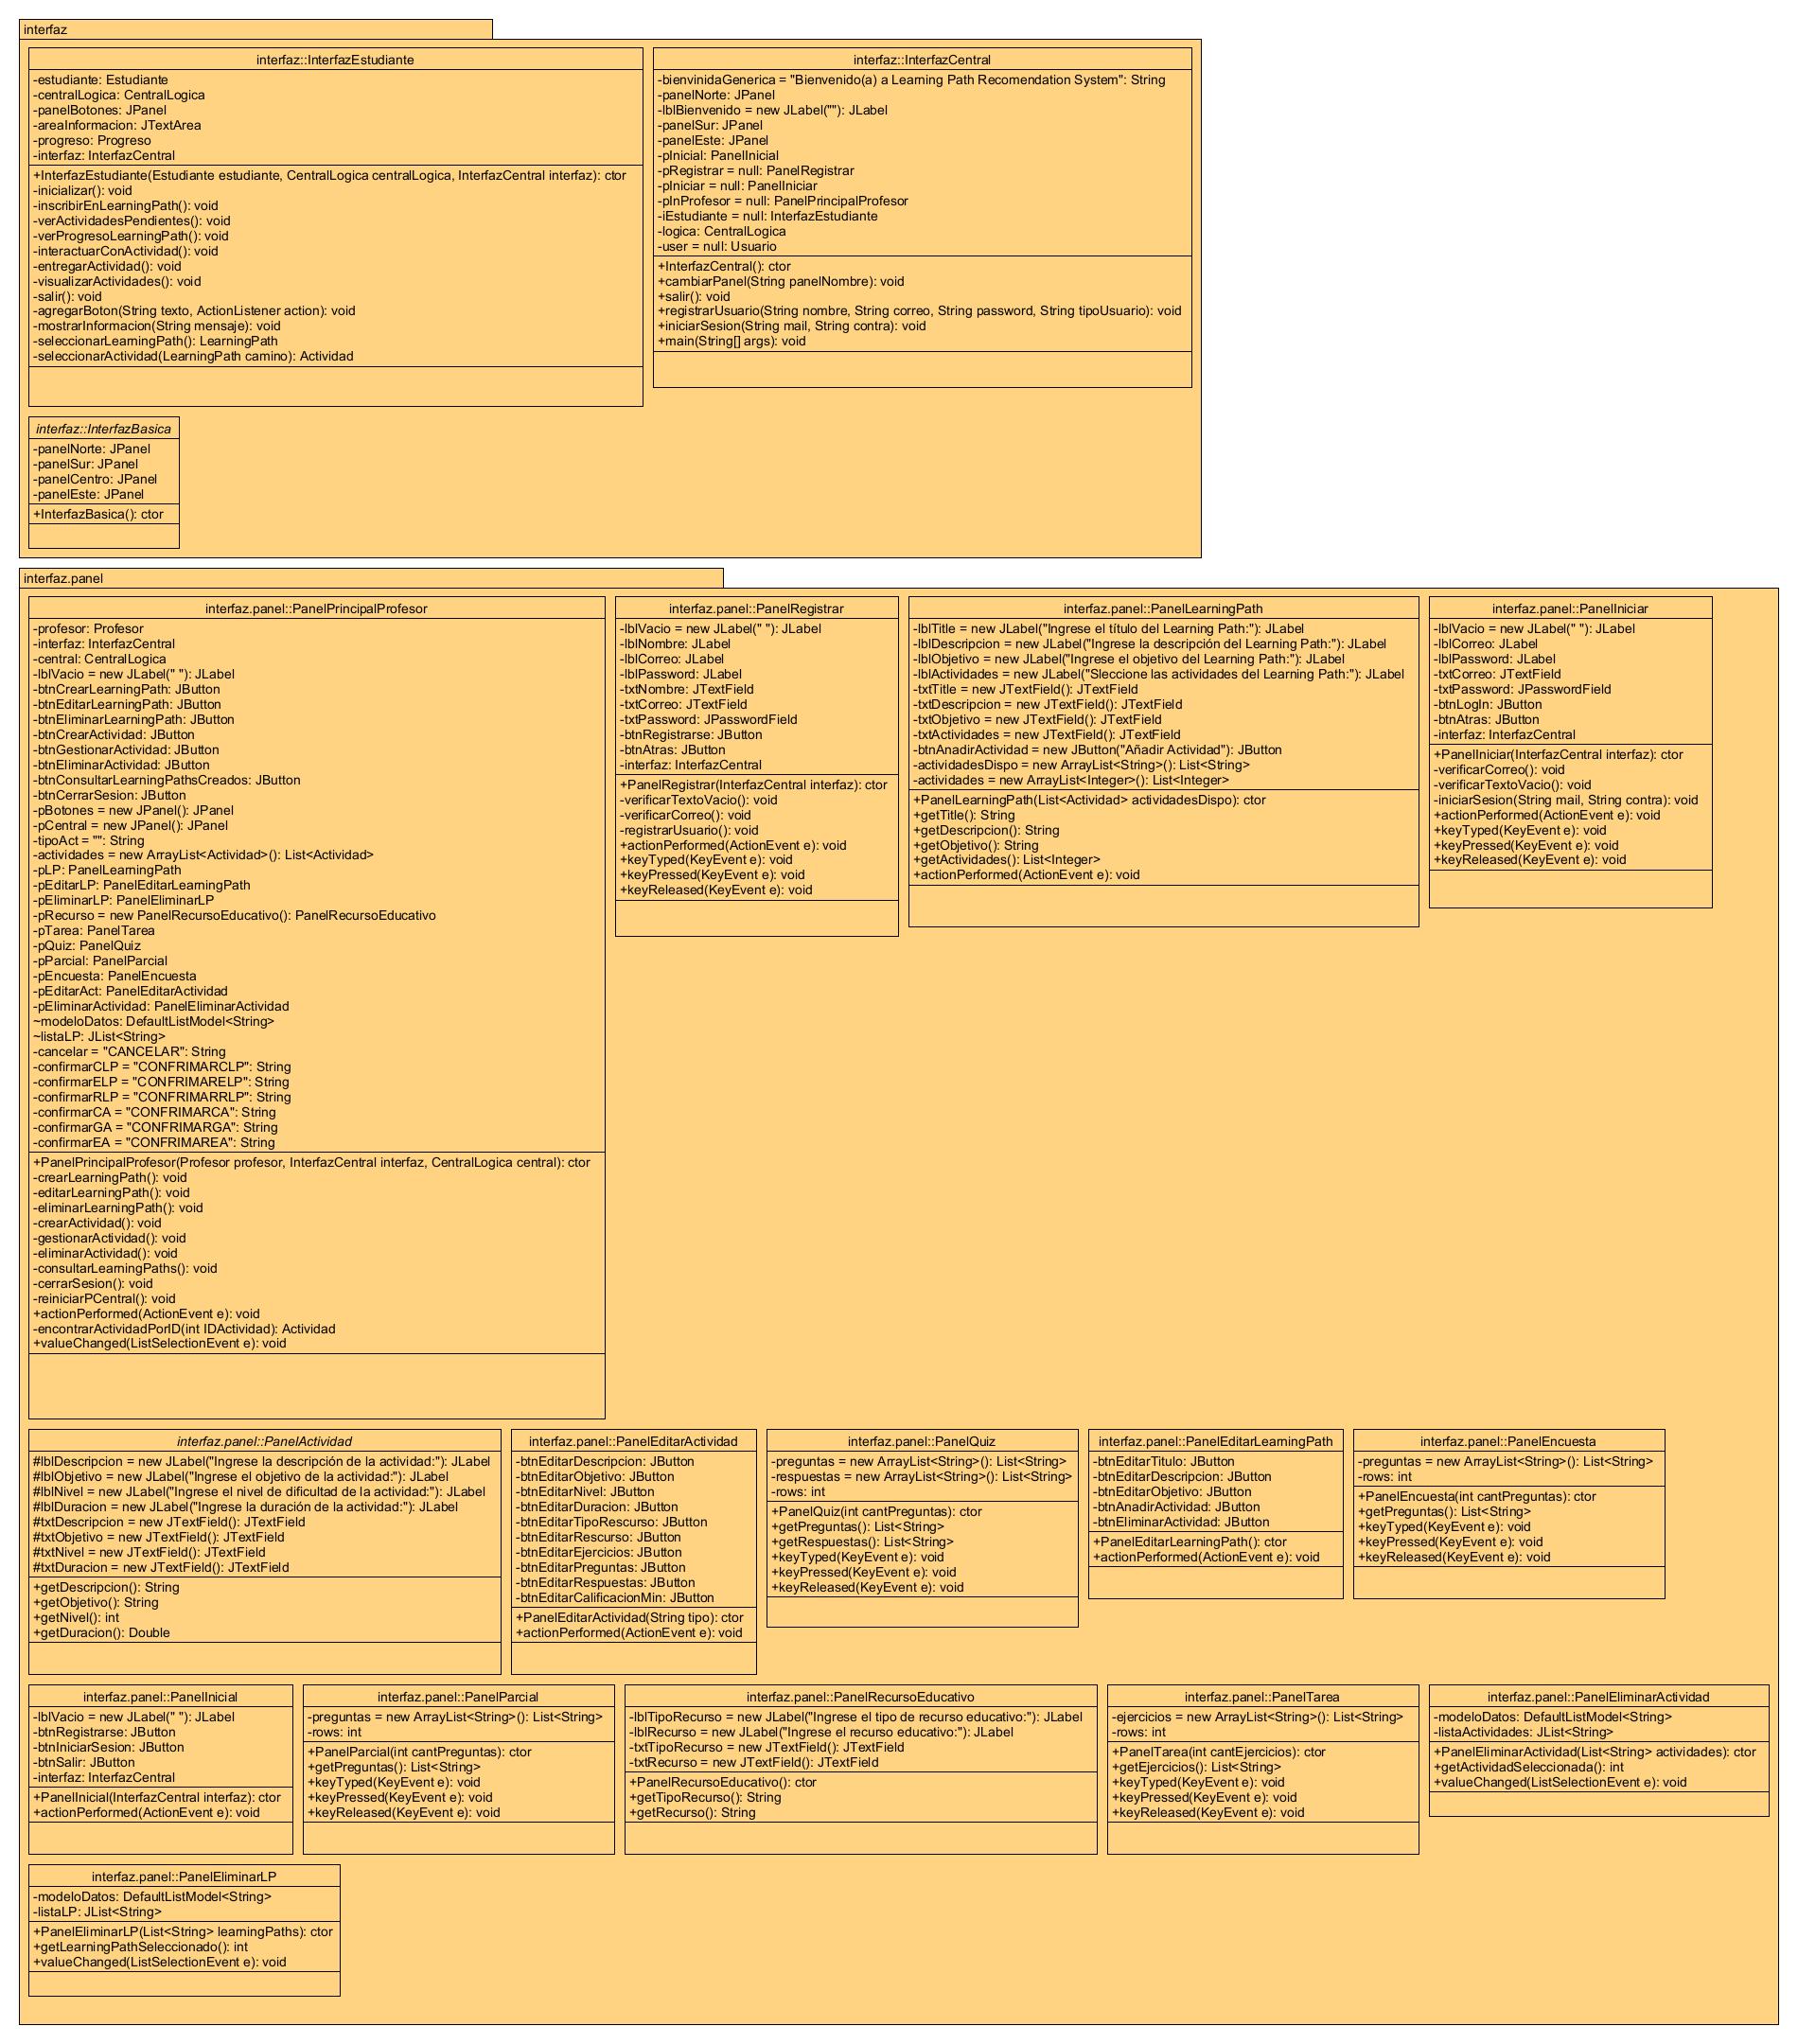 interfaz
interfaz::InterfazEstudiante
-estudiante: Estudiante
-centralLogica: CentralLogica
-panelBotones: JPanel
-areaInformacion: JTextArea
-progreso: Progreso
-interfaz: InterfazCentral
+InterfazEstudiante(Estudiante estudiante, CentralLogica centralLogica, InterfazCentral interfaz): ctor
-inicializar(): void
-inscribirEnLearningPath(): void
-verActividadesPendientes(): void
-verProgresoLearningPath(): void
-interactuarConActividad(): void
-entregarActividad(): void
-visualizarActividades(): void
-salir(): void
-agregarBoton(String texto, ActionListener action): void
-mostrarInformacion(String mensaje): void
-seleccionarLearningPath(): LearningPath
-seleccionarActividad(LearningPath camino): Actividad
interfaz::InterfazCentral
-bienvinidaGenerica = "Bienvenido(a) a Learning Path Recomendation System": String
-panelNorte: JPanel
-lblBienvenido = new JLabel(""): JLabel
-panelSur: JPanel
-panelEste: JPanel
-pInicial: PanelInicial
-pRegistrar = null: PanelRegistrar
-pIniciar = null: PanelIniciar
-pInProfesor = null: PanelPrincipalProfesor
-iEstudiante = null: InterfazEstudiante
-logica: CentralLogica
-user = null: Usuario
+InterfazCentral(): ctor
+cambiarPanel(String panelNombre): void
+salir(): void
+registrarUsuario(String nombre, String correo, String password, String tipoUsuario): void
+iniciarSesion(String mail, String contra): void
+main(String[] args): void
interfaz::InterfazBasica
-panelNorte: JPanel
-panelSur: JPanel
-panelCentro: JPanel
-panelEste: JPanel
+InterfazBasica(): ctor
interfaz.panel
interfaz.panel::PanelPrincipalProfesor
-profesor: Profesor
-interfaz: InterfazCentral
-central: CentralLogica
-lblVacio = new JLabel(" "): JLabel
-btnCrearLearningPath: JButton
-btnEditarLearningPath: JButton
-btnEliminarLearningPath: JButton
-btnCrearActividad: JButton
-btnGestionarActividad: JButton
-btnEliminarActividad: JButton
-btnConsultarLearningPathsCreados: JButton
-btnCerrarSesion: JButton
-pBotones = new JPanel(): JPanel
-pCentral = new JPanel(): JPanel
-tipoAct = "": String
-actividades = new ArrayList<Actividad>(): List<Actividad>
-pLP: PanelLearningPath
-pEditarLP: PanelEditarLearningPath
-pEliminarLP: PanelEliminarLP
-pRecurso = new PanelRecursoEducativo(): PanelRecursoEducativo
-pTarea: PanelTarea
-pQuiz: PanelQuiz
-pParcial: PanelParcial
-pEncuesta: PanelEncuesta
-pEditarAct: PanelEditarActividad
-pEliminarActividad: PanelEliminarActividad
~modeloDatos: DefaultListModel<String>
~listaLP: JList<String>
-cancelar = "CANCELAR": String
-confirmarCLP = "CONFRIMARCLP": String
-confirmarELP = "CONFRIMARELP": String
-confirmarRLP = "CONFRIMARRLP": String
-confirmarCA = "CONFRIMARCA": String
-confirmarGA = "CONFRIMARGA": String
-confirmarEA = "CONFRIMAREA": String
+PanelPrincipalProfesor(Profesor profesor, InterfazCentral interfaz, CentralLogica central): ctor
-crearLearningPath(): void
-editarLearningPath(): void
-eliminarLearningPath(): void
-crearActividad(): void
-gestionarActividad(): void
-eliminarActividad(): void
-consultarLearningPaths(): void
-cerrarSesion(): void
-reiniciarPCentral(): void
+actionPerformed(ActionEvent e): void
-encontrarActividadPorID(int IDActividad): Actividad
+valueChanged(ListSelectionEvent e): void
interfaz.panel::PanelRegistrar
-lblVacio = new JLabel(" "): JLabel
-lblNombre: JLabel
-lblCorreo: JLabel
-lblPassword: JLabel
-txtNombre: JTextField
-txtCorreo: JTextField
-txtPassword: JPasswordField
-btnRegistrarse: JButton
-btnAtras: JButton
-interfaz: InterfazCentral
+PanelRegistrar(InterfazCentral interfaz): ctor
-verificarTextoVacio(): void
-verificarCorreo(): void
-registrarUsuario(): void
+actionPerformed(ActionEvent e): void
+keyTyped(KeyEvent e): void
+keyPressed(KeyEvent e): void
+keyReleased(KeyEvent e): void
interfaz.panel::PanelLearningPath
-lblTitle = new JLabel("Ingrese el título del Learning Path:"): JLabel
-lblDescripcion = new JLabel("Ingrese la descripción del Learning Path:"): JLabel
-lblObjetivo = new JLabel("Ingrese el objetivo del Learning Path:"): JLabel
-lblActividades = new JLabel("Sleccione las actividades del Learning Path:"): JLabel
-txtTitle = new JTextField(): JTextField
-txtDescripcion = new JTextField(): JTextField
-txtObjetivo = new JTextField(): JTextField
-txtActividades = new JTextField(): JTextField
-btnAnadirActividad = new JButton("Añadir Actividad"): JButton
-actividadesDispo = new ArrayList<String>(): List<String>
-actividades = new ArrayList<Integer>(): List<Integer>
+PanelLearningPath(List<Actividad> actividadesDispo): ctor
+getTitle(): String
+getDescripcion(): String
+getObjetivo(): String
+getActividades(): List<Integer>
+actionPerformed(ActionEvent e): void
interfaz.panel::PanelIniciar
-lblVacio = new JLabel(" "): JLabel
-lblCorreo: JLabel
-lblPassword: JLabel
-txtCorreo: JTextField
-txtPassword: JPasswordField
-btnLogIn: JButton
-btnAtras: JButton
-interfaz: InterfazCentral
+PanelIniciar(InterfazCentral interfaz): ctor
-verificarCorreo(): void
-verificarTextoVacio(): void
-iniciarSesion(String mail, String contra): void
+actionPerformed(ActionEvent e): void
+keyTyped(KeyEvent e): void
+keyPressed(KeyEvent e): void
+keyReleased(KeyEvent e): void
interfaz.panel::PanelActividad
#lblDescripcion = new JLabel("Ingrese la descripción de la actividad:"): JLabel
#lblObjetivo = new JLabel("Ingrese el objetivo de la actividad:"): JLabel
#lblNivel = new JLabel("Ingrese el nivel de dificultad de la actividad:"): JLabel
#lblDuracion = new JLabel("Ingrese la duración de la actividad:"): JLabel
#txtDescripcion = new JTextField(): JTextField
#txtObjetivo = new JTextField(): JTextField
#txtNivel = new JTextField(): JTextField
#txtDuracion = new JTextField(): JTextField
+getDescripcion(): String
+getObjetivo(): String
+getNivel(): int
+getDuracion(): Double
interfaz.panel::PanelEditarActividad
-btnEditarDescripcion: JButton
-btnEditarObjetivo: JButton
-btnEditarNivel: JButton
-btnEditarDuracion: JButton
-btnEditarTipoRescurso: JButton
-btnEditarRescurso: JButton
-btnEditarEjercicios: JButton
-btnEditarPreguntas: JButton
-btnEditarRespuestas: JButton
-btnEditarCalificacionMin: JButton
+PanelEditarActividad(String tipo): ctor
+actionPerformed(ActionEvent e): void
interfaz.panel::PanelQuiz
-preguntas = new ArrayList<String>(): List<String>
-respuestas = new ArrayList<String>(): List<String>
-rows: int
+PanelQuiz(int cantPreguntas): ctor
+getPreguntas(): List<String>
+getRespuestas(): List<String>
+keyTyped(KeyEvent e): void
+keyPressed(KeyEvent e): void
+keyReleased(KeyEvent e): void
interfaz.panel::PanelEditarLearningPath
-btnEditarTitulo: JButton
-btnEditarDescripcion: JButton
-btnEditarObjetivo: JButton
-btnAnadirActividad: JButton
-btnEliminarActividad: JButton
+PanelEditarLearningPath(): ctor
+actionPerformed(ActionEvent e): void
interfaz.panel::PanelEncuesta
-preguntas = new ArrayList<String>(): List<String>
-rows: int
+PanelEncuesta(int cantPreguntas): ctor
+getPreguntas(): List<String>
+keyTyped(KeyEvent e): void
+keyPressed(KeyEvent e): void
+keyReleased(KeyEvent e): void
interfaz.panel::PanelInicial
-lblVacio = new JLabel(" "): JLabel
-btnRegistrarse: JButton
-btnIniciarSesion: JButton
-btnSalir: JButton
-interfaz: InterfazCentral
+PanelInicial(InterfazCentral interfaz): ctor
+actionPerformed(ActionEvent e): void
interfaz.panel::PanelParcial
-preguntas = new ArrayList<String>(): List<String>
-rows: int
+PanelParcial(int cantPreguntas): ctor
+getPreguntas(): List<String>
+keyTyped(KeyEvent e): void
+keyPressed(KeyEvent e): void
+keyReleased(KeyEvent e): void
interfaz.panel::PanelRecursoEducativo
-lblTipoRecurso = new JLabel("Ingrese el tipo de recurso educativo:"): JLabel
-lblRecurso = new JLabel("Ingrese el recurso educativo:"): JLabel
-txtTipoRecurso = new JTextField(): JTextField
-txtRecurso = new JTextField(): JTextField
+PanelRecursoEducativo(): ctor
+getTipoRecurso(): String
+getRecurso(): String
interfaz.panel::PanelTarea
-ejercicios = new ArrayList<String>(): List<String>
-rows: int
+PanelTarea(int cantEjercicios): ctor
+getEjercicios(): List<String>
+keyTyped(KeyEvent e): void
+keyPressed(KeyEvent e): void
+keyReleased(KeyEvent e): void
interfaz.panel::PanelEliminarActividad
-modeloDatos: DefaultListModel<String>
-listaActividades: JList<String>
+PanelEliminarActividad(List<String> actividades): ctor
+getActividadSeleccionada(): int
+valueChanged(ListSelectionEvent e): void
interfaz.panel::PanelEliminarLP
-modeloDatos: DefaultListModel<String>
-listaLP: JList<String>
+PanelEliminarLP(List<String> learningPaths): ctor
+getLearningPathSeleccionado(): int
+valueChanged(ListSelectionEvent e): void